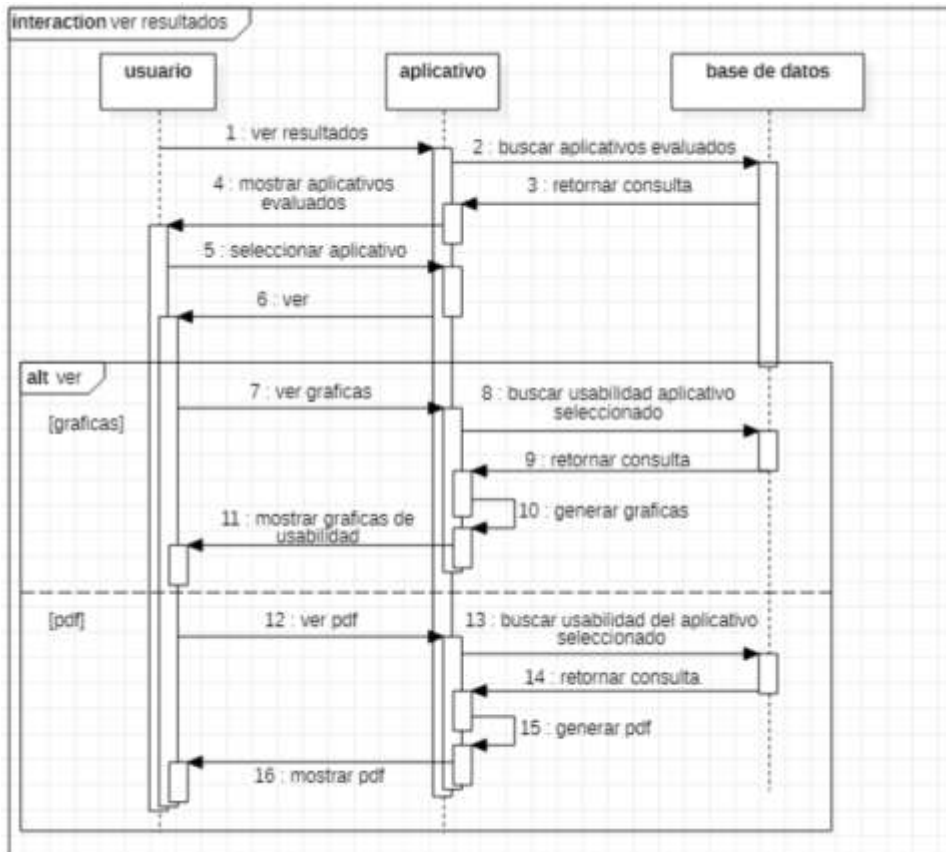 interaction ver resultados
usuario
aplicativo
base de datos
1 : ver resultados
2 : buscar aplicativos evaluados
3 : retornar consulta
4 : mostrar aplicativos
evaluados
5 : seleccionar aplicativo
6 : ver
alt ver
[graficas]
7 : ver graficas
8 : buscar usabilidad aplicativo
seleccionado
9 : retornar consulta
10 : generar graficas
11 : mostrar graficas de
usabilidad
[pdf]
12 : ver pdf
13 : buscar usabilidad del aplicativo
seleccionado
14 : retornar consulta
15 : generar pdf
16 : mostrar pdf